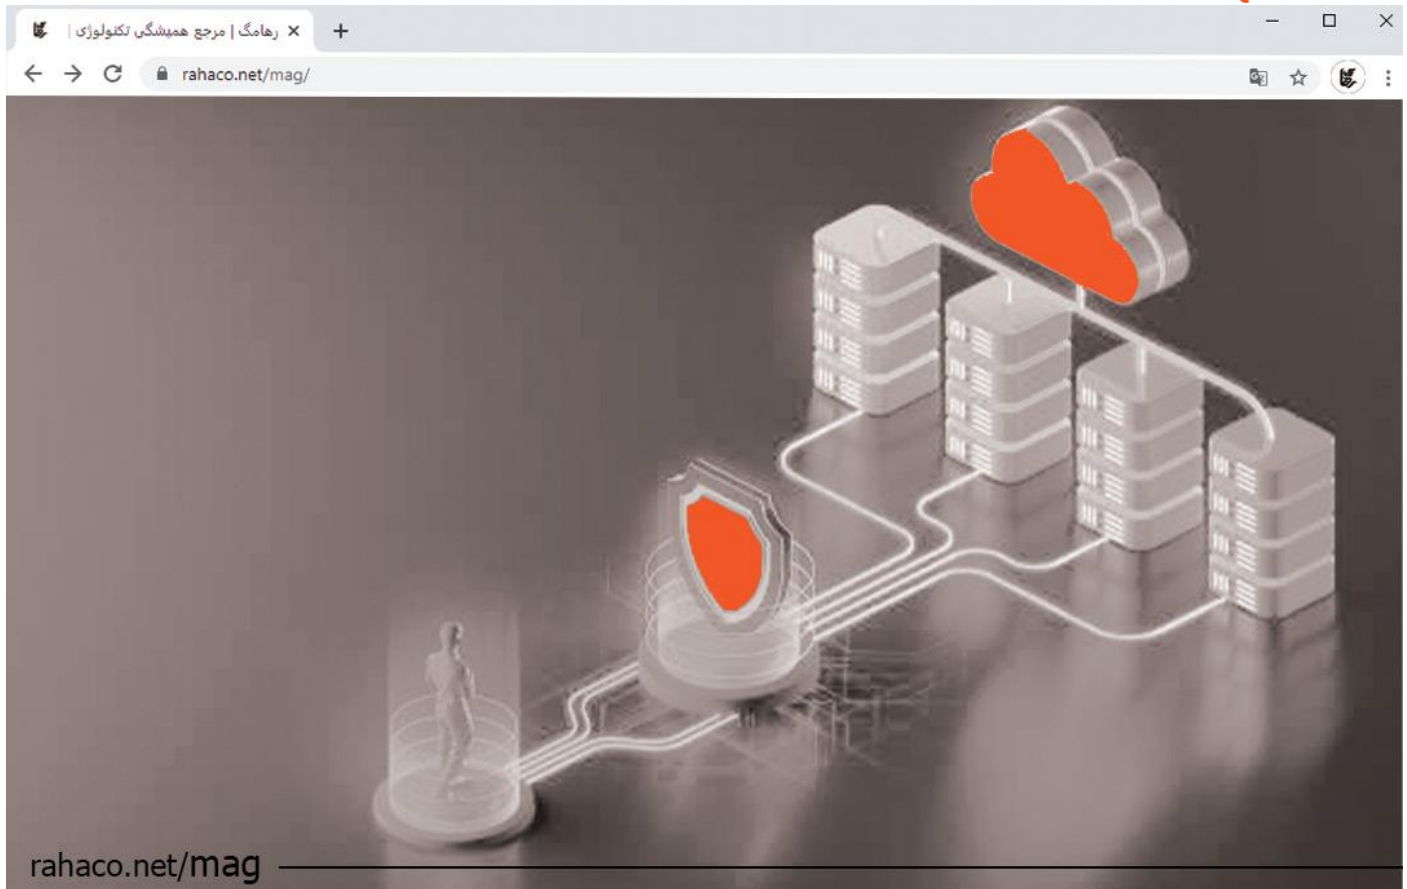 رهامگ | مرجع همیشگی تکنولوژی |
rahaco.net/mag/
rahaco.net/mag